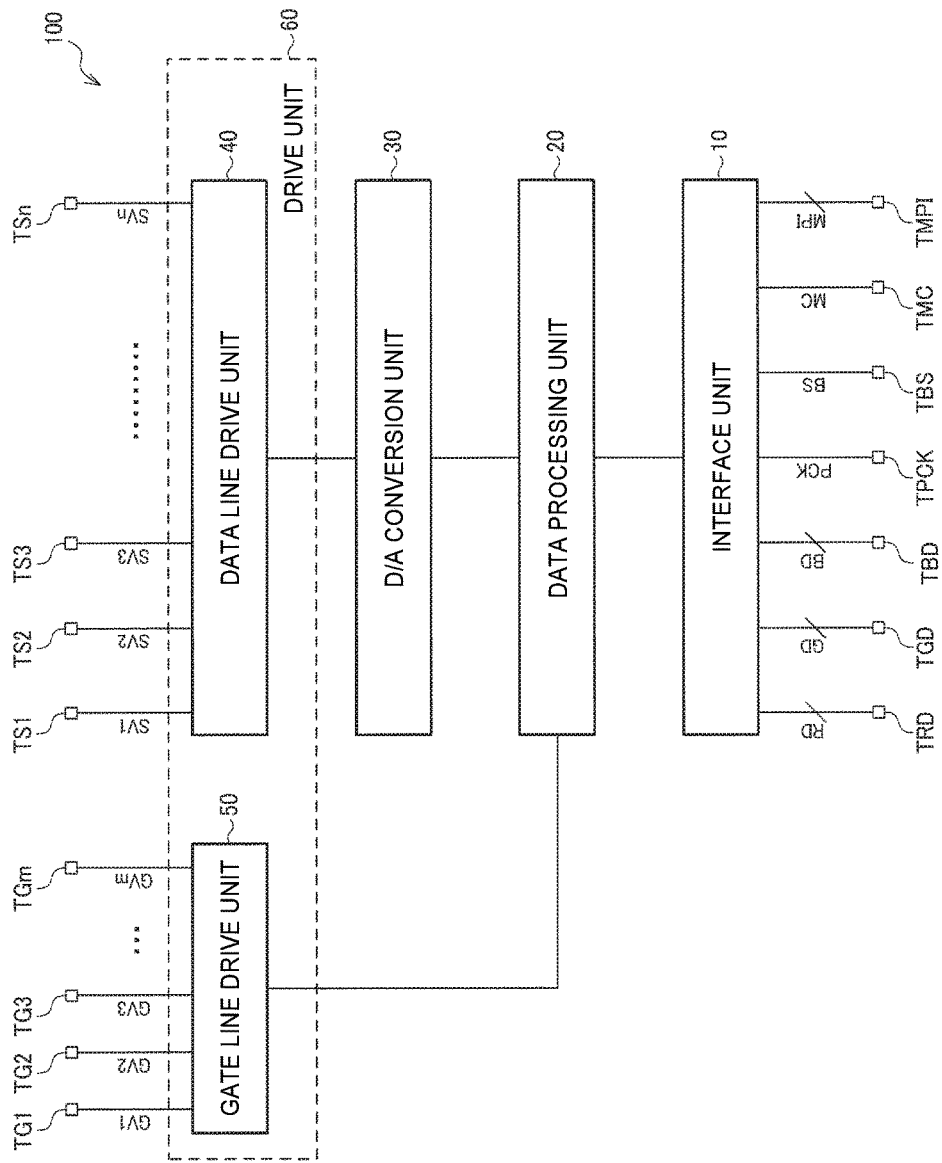 100
60
TG1
TG2
TG3
TGm
TS1
TS2
TS3
TSn
GV1
GV2
GV3
GVm
SV1
SV2
SV3
SVn
50
40
GATE LINE DRIVE UNIT
DATA LINE DRIVE UNIT
DRIVE UNIT
30
D/A CONVERSION UNIT
20
DATA PROCESSING UNIT
10
INTERFACE UNIT
RD
GD
BD
PCK
BS
MC
MPI
TRD
TGD
TBD
TPCK
TBS
TMC
TMPI